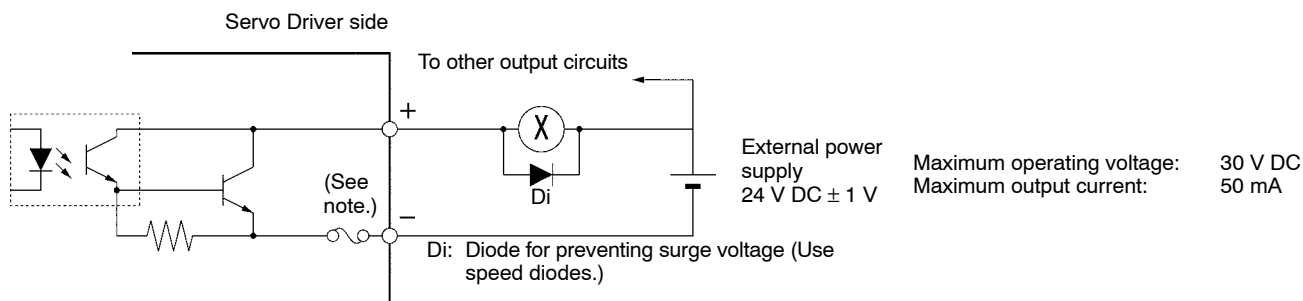 Servo Driver side
To other output circuits
+
X
External power
supply
24 V DC ± 1 V
Maximum operating voltage: 30 V DC
Maximum output current: 50 mA
Di
(See
note.)
−
Di: Diode for preventing surge voltage (Use
speed diodes.)